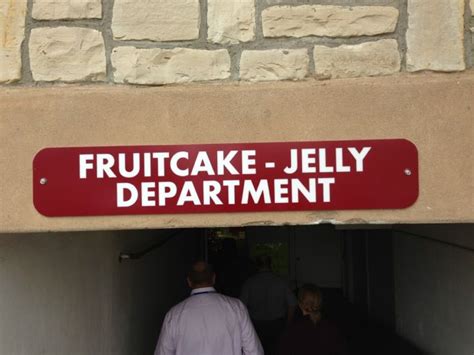 FRUITCAKE - JELLY
DEPARTMENT